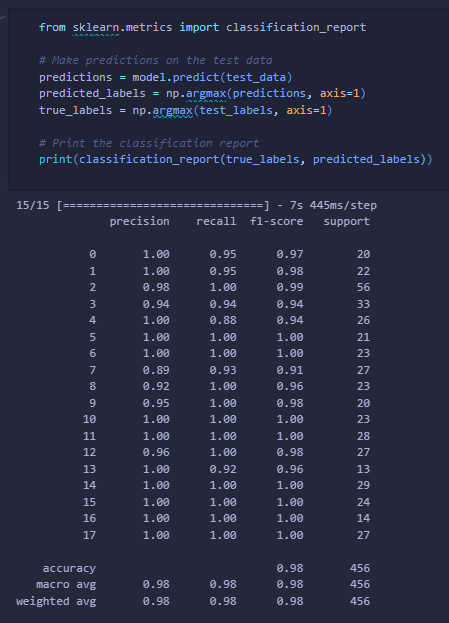 from sklearn.metrics import classification_report
# Make predictions on the test data
predictions = model.predict(test_data)
predicted_labels = np.argmax(predictions, axis=1)
true_labels = np.argmax(test_labels, axis=1)
# Print the classification report
print(classification_report(true_labels, predicted_labels))
15/15 [==============================] - 7s 445ms/step
precision recall f1-score support
0 1.00 0.95 0.97 20
1 1.00 0.95 0.98 22
2 0.98 1.00 0.99 56
3 0.94 0.94 0.94 33
4 1.00 0.88 0.94 26
5 1.00 1.00 1.00 21
6 1.00 1.00 1.00 23
7 0.89 0.93 0.91 27
8 0.92 1.00 0.96 23
9 0.95 1.00 0.98 20
10 1.00 1.00 1.00 23
11 1.00 1.00 1.00 28
12 0.96 1.00 0.98 27
13 1.00 0.92 0.96 13
14 1.00 1.00 1.00 29
15 1.00 1.00 1.00 24
16 1.00 1.00 1.00 14
17 1.00 1.00 1.00 27
accuracy 0.98 456
macro avg 0.98 0.98 0.98 456
weighted avg 0.98 0.98 0.98 456